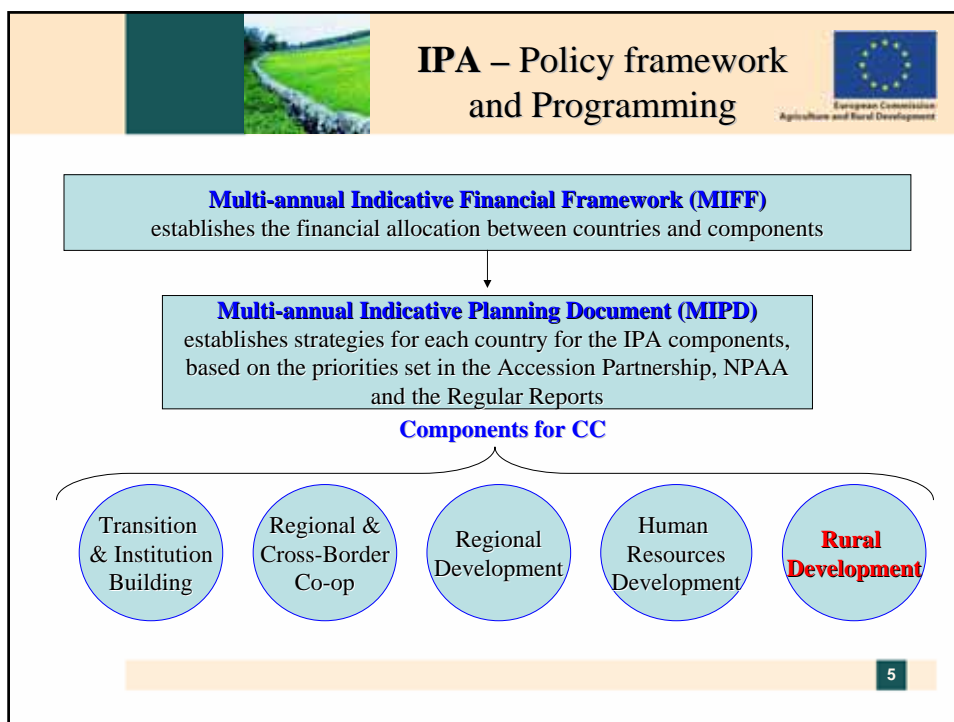 IPA – Policy framework
and Programming
European Commission
Agriculture and Rural Development
Multi-annual Indicative Financial Framework (MIFF)
establishes the financial allocation between countries and components
Multi-annual Indicative Planning Document (MIPD)
establishes strategies for each country for the IPA components,
based on the priorities set in the Accession Partnership, NPAA
and the Regular Reports
Components for CC
Transition
& Institution
Building
Regional &
Cross-Border
Co-op
Regional
Development
Human
Resources
Development
Rural
Development
5